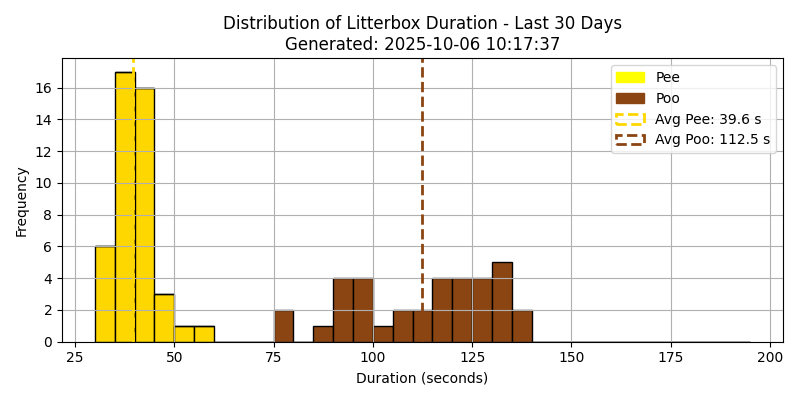 Distribution of Litterbox Duration - Last 30 Days
Generated: 2025-10-06 10:17:37
Pee
Poo
Avg Pee: 39.6 s
Avg Poo: 112.5 s
Frequency
16
14
12
10
8
6
4
2
0
25
50
75
100
125
150
175
200
Duration (seconds)